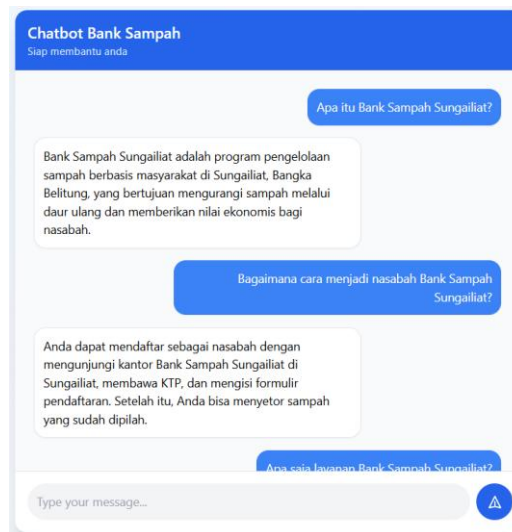 Chatbot Bank Sampah
Siap membantu anda
Apa itu Bank Sampah Sungailiat?
Bank Sampah Sungailiat adalah program pengelolaan
sampah berbasis masyarakat di Sungailiat, Bangka
Belitung, yang bertujuan mengurangi sampah melalui
daur ulang dan memberikan nilai ekonomis bagi
nasabah.
Bagaimana cara menjadi nasabah Bank Sampah
Sungailiat?
Anda dapat mendaftar sebagai nasabah dengan
mengunjungi kantor Bank Sampah Sungailiat di
Sungailiat, membawa KTP, dan mengisi formulir
pendaftaran. Setelah itu, Anda bisa menyetor sampah
yang sudah dipilah.
Apa saja layanan Bank Sampah Sungailiat?
Type your message...